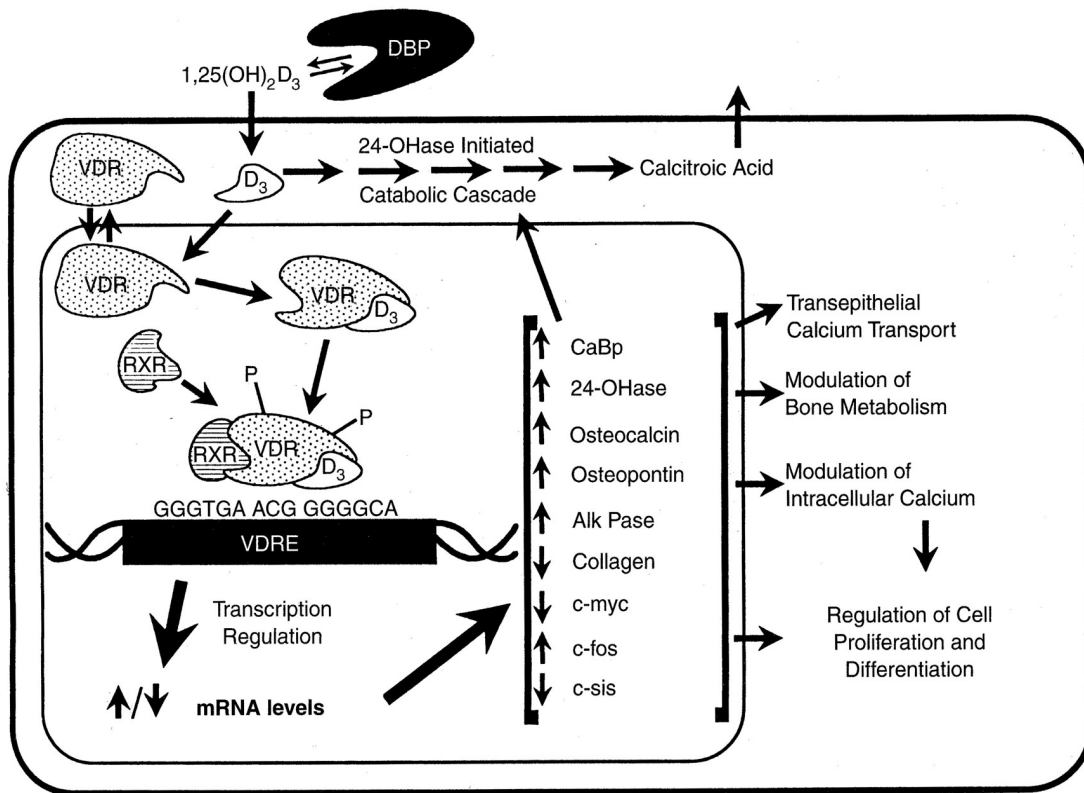 DBP
1,25(OH)₂D₃
VDR
D₃
24-OHase Initiated
Catabolic Cascade
Calcitroic Acid
VDR
VDR
D₃
RXR
P
P
RXR
VDR
D₃
GGGTGA ACG GGGGCA
VDRE
Transcription
Regulation
mRNA levels
CaBp
24-OHase
Osteocalcin
Osteopontin
Alk Pase
Collagen
c-myc
c-fos
c-sis
Transepithelial
Calcium Transport
Modulation of
Bone Metabolism
Modulation of
Intracellular Calcium
Regulation of Cell
Proliferation and
Differentiation